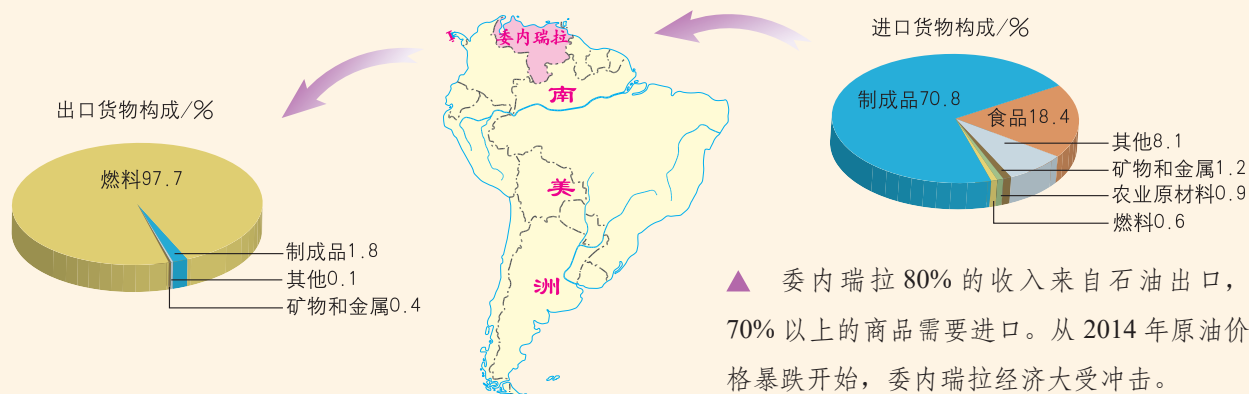 出口货物构成/%
燃料97.7
制成品1.8
其他0.1
矿物和金属0.4
委内瑞拉
南
美
洲
进口货物构成/%
制成品70.8
食品18.4
其他8.1
矿物和金属1.2
农业原材料0.9
燃料0.6
▲ 委内瑞拉 80% 的收入来自石油出口，
70% 以上的商品需要进口。从 2014 年原油价
格暴跌开始，委内瑞拉经济大受冲击。